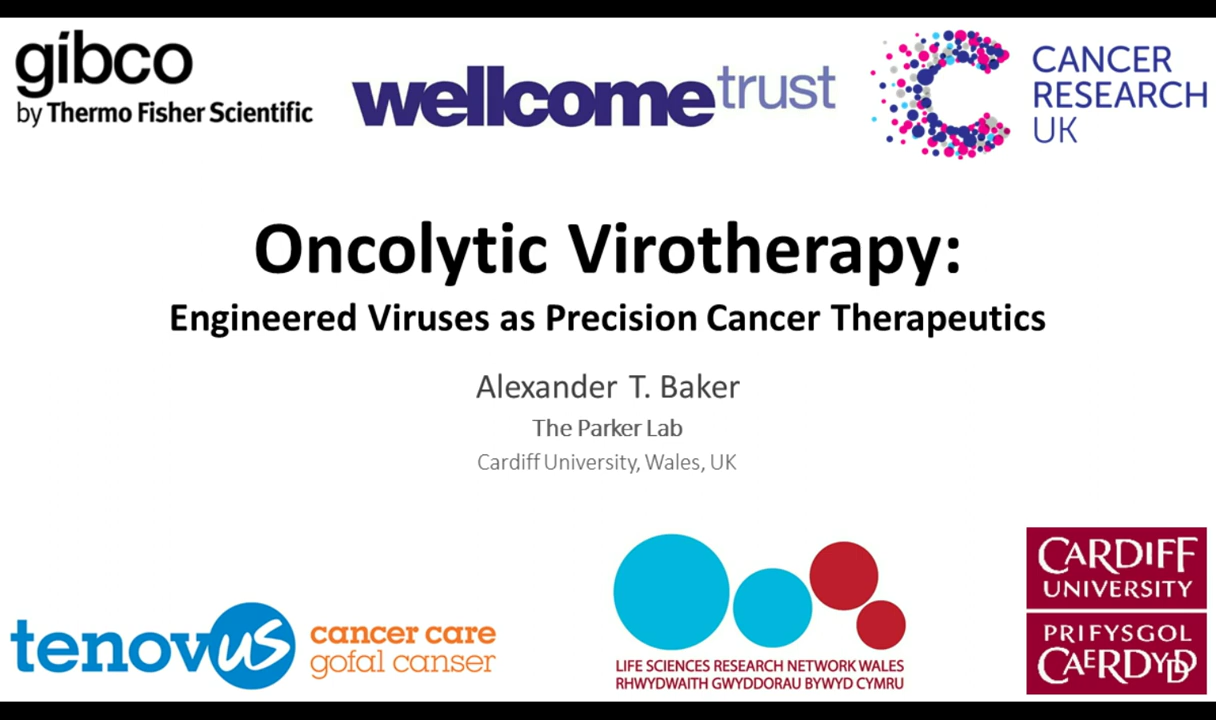 gibco
by Thermo Fisher Scientific
wellcometrust
CANCER
RESEARCH
UK
Oncolytic Virotherapy:
Engineered Viruses as Precision Cancer Therapeutics
Alexander T. Baker
The Parker Lab
Cardiff University, Wales, UK
tenovus
cancer care
gofal canser
LIFE SCIENCES RESEARCH NETWORK WALES
RHWYDWAITH GWYDDORAU BYWYD CYMRU
CARDIFF
UNIVERSITY
PRIFYSGOL
CAERDYDD